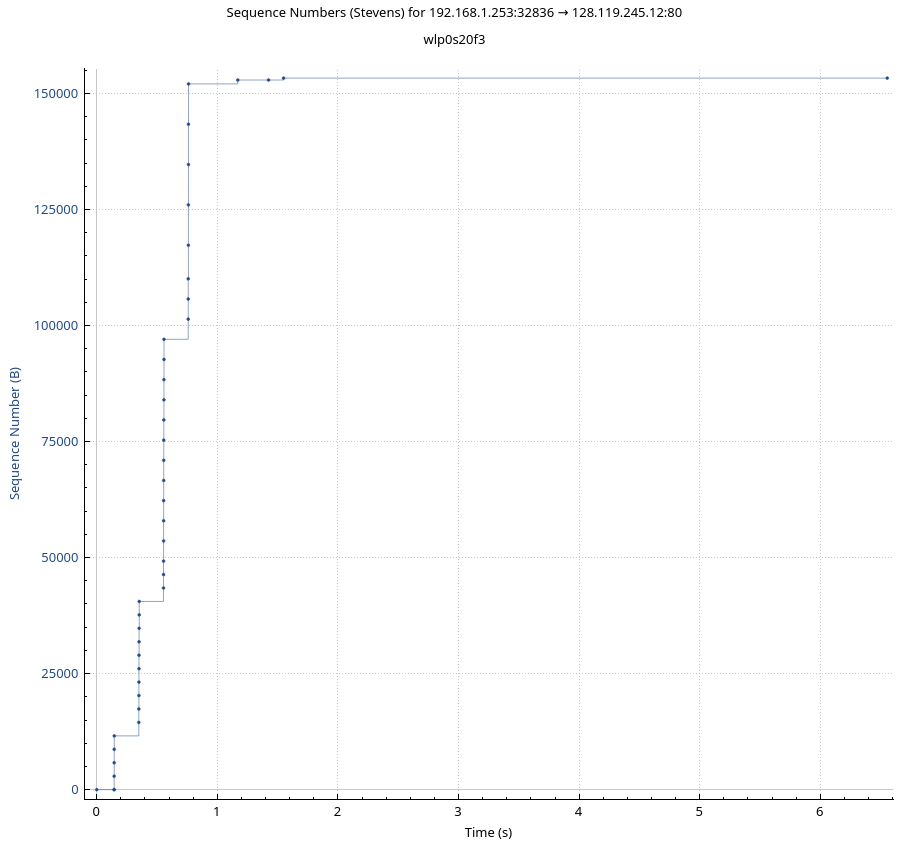 Sequence Numbers (Stevens) for 192.168.1.253:32836 → 128.119.245.12:80
wlp0s20f3
150000
125000
100000
75000
50000
25000
0
Sequence Number (B)
0 1 2 3 4 5 6
Time (s)